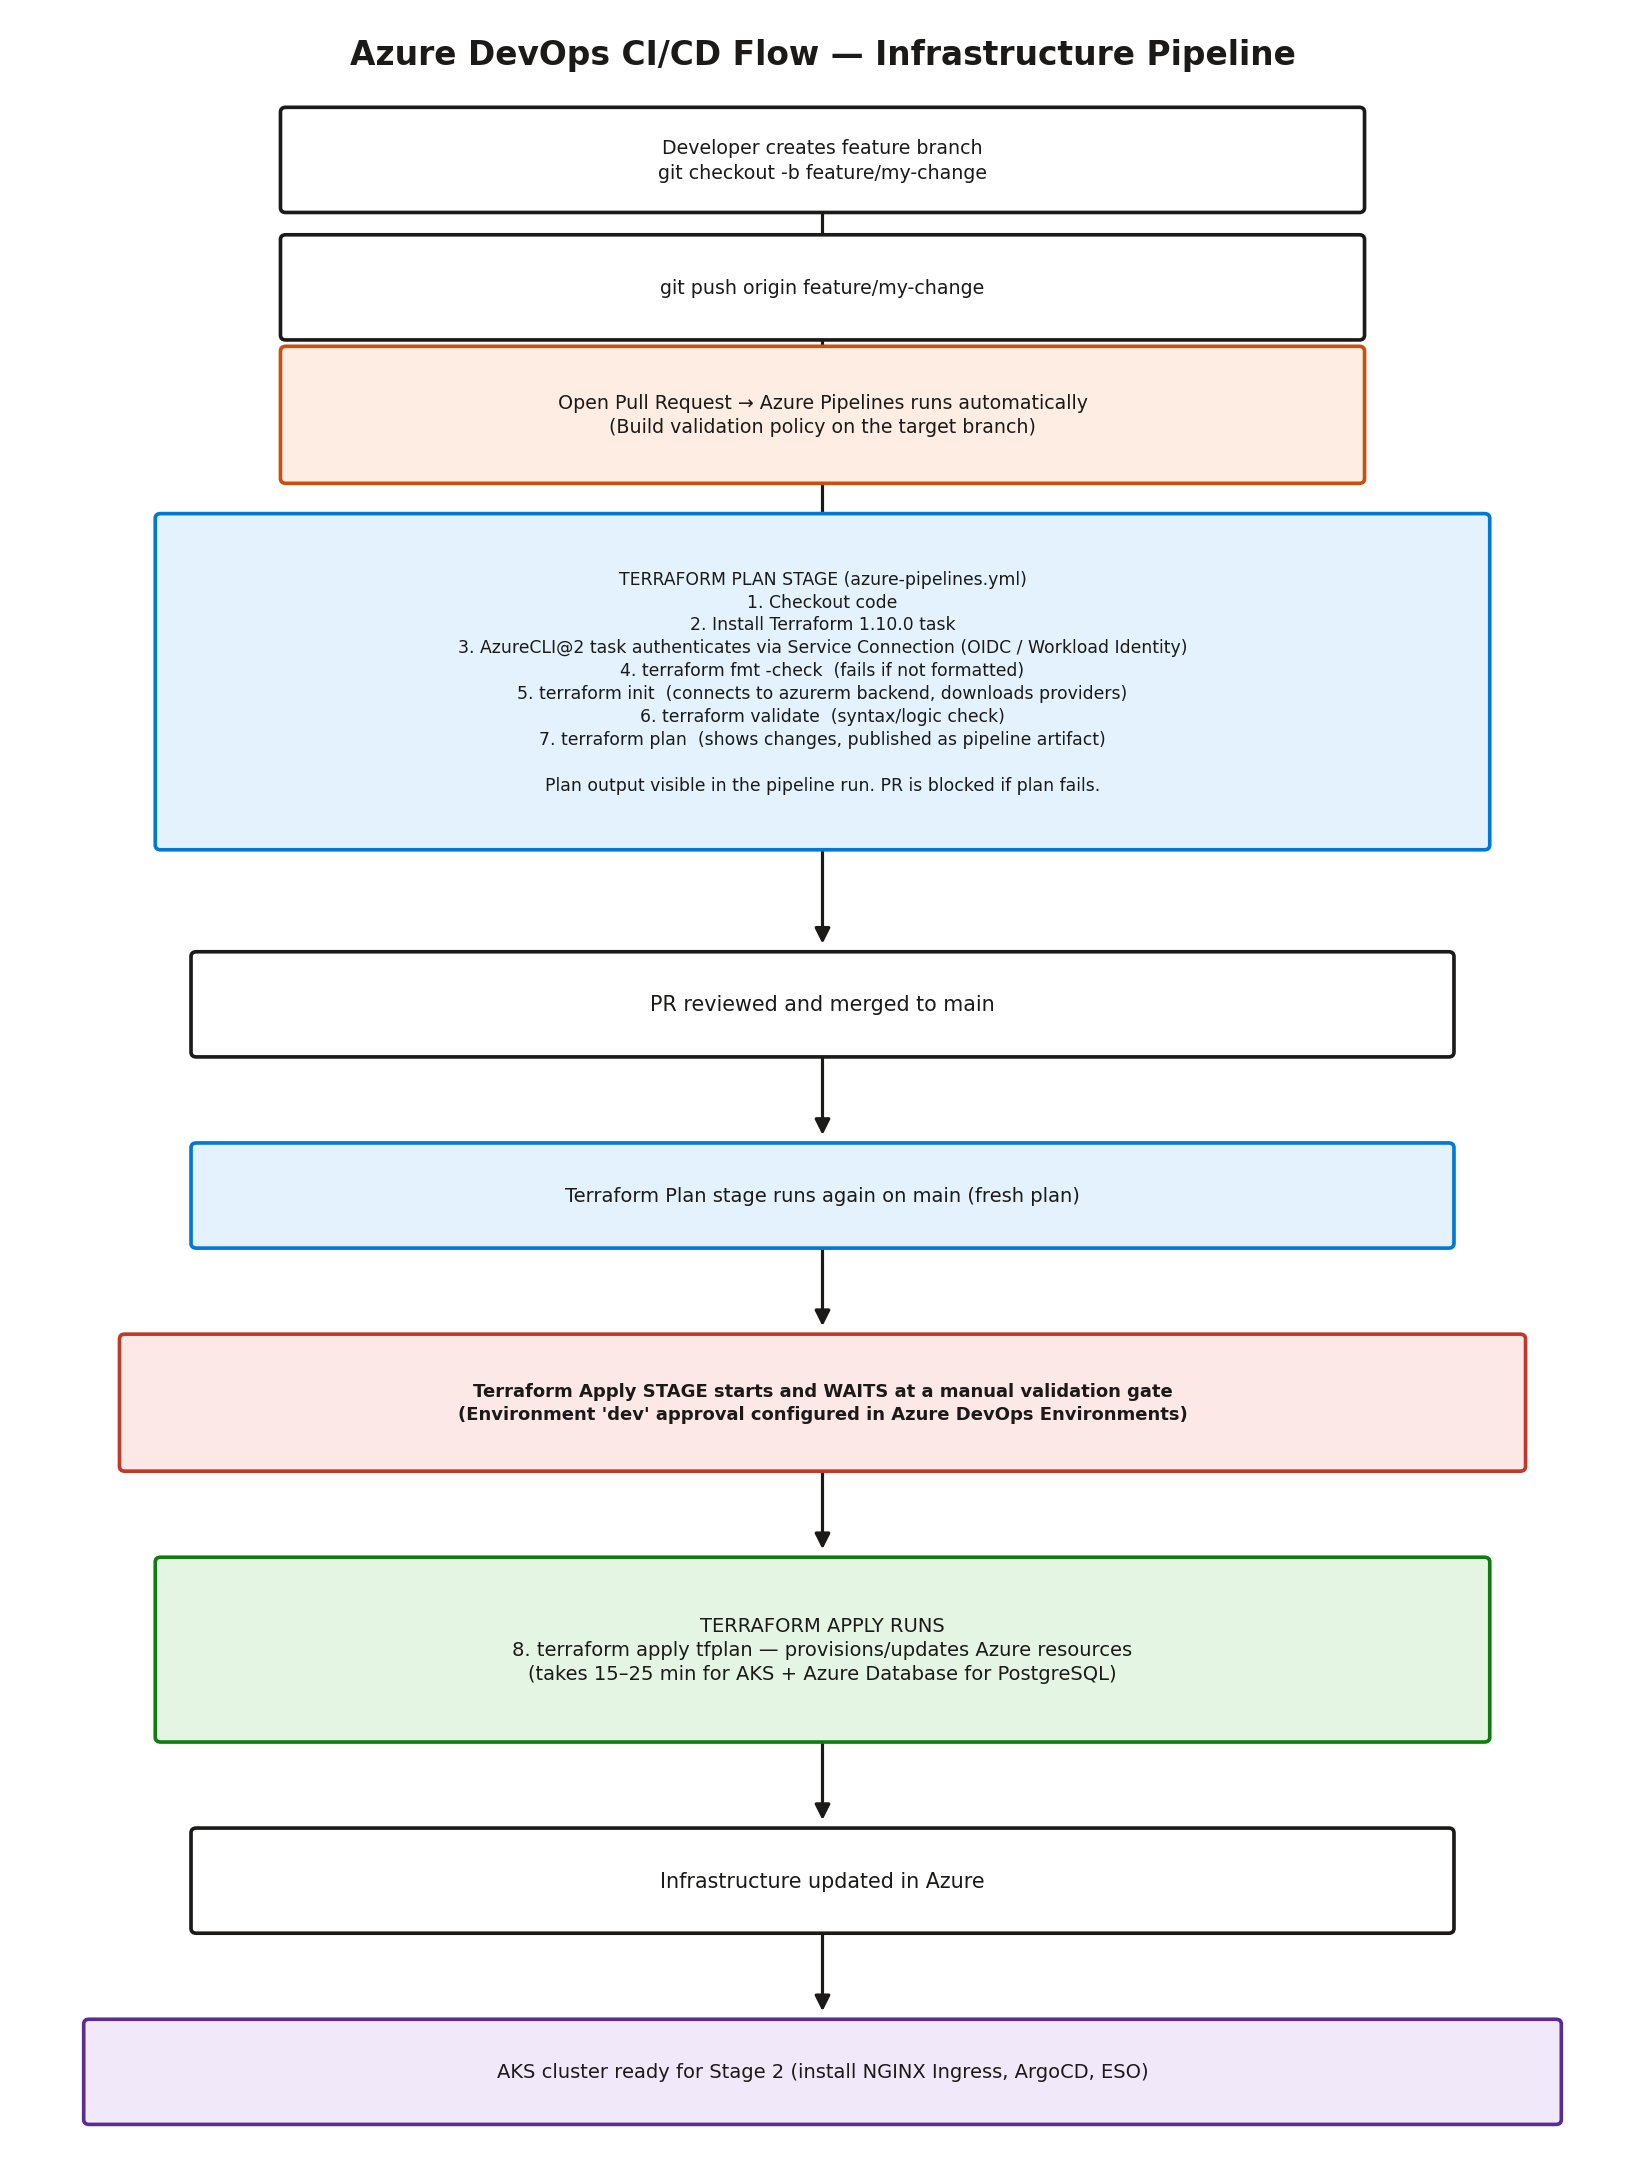 Azure DevOps CI/CD Flow — Infrastructure Pipeline
Developer creates feature branch
git checkout -b feature/my-change
git push origin feature/my-change
Open Pull Request → Azure Pipelines runs automatically
(Build validation policy on the target branch)
TERRAFORM PLAN STAGE (azure-pipelines.yml)
1. Checkout code
2. Install Terraform 1.10.0 task
3. AzureCLI@2 task authenticates via Service Connection (OIDC / Workload Identity)
4. terraform fmt -check  (fails if not formatted)
5. terraform init  (connects to azurerm backend, downloads providers)
6. terraform validate  (syntax/logic check)
7. terraform plan  (shows changes, published as pipeline artifact)
Plan output visible in the pipeline run. PR is blocked if plan fails.
PR reviewed and merged to main
Terraform Plan stage runs again on main (fresh plan)
Terraform Apply STAGE starts and WAITS at a manual validation gate
(Environment 'dev' approval configured in Azure DevOps Environments)
TERRAFORM APPLY RUNS
8. terraform apply tfplan — provisions/updates Azure resources
(takes 15–25 min for AKS + Azure Database for PostgreSQL)
Infrastructure updated in Azure
AKS cluster ready for Stage 2 (install NGINX Ingress, ArgoCD, ESO)